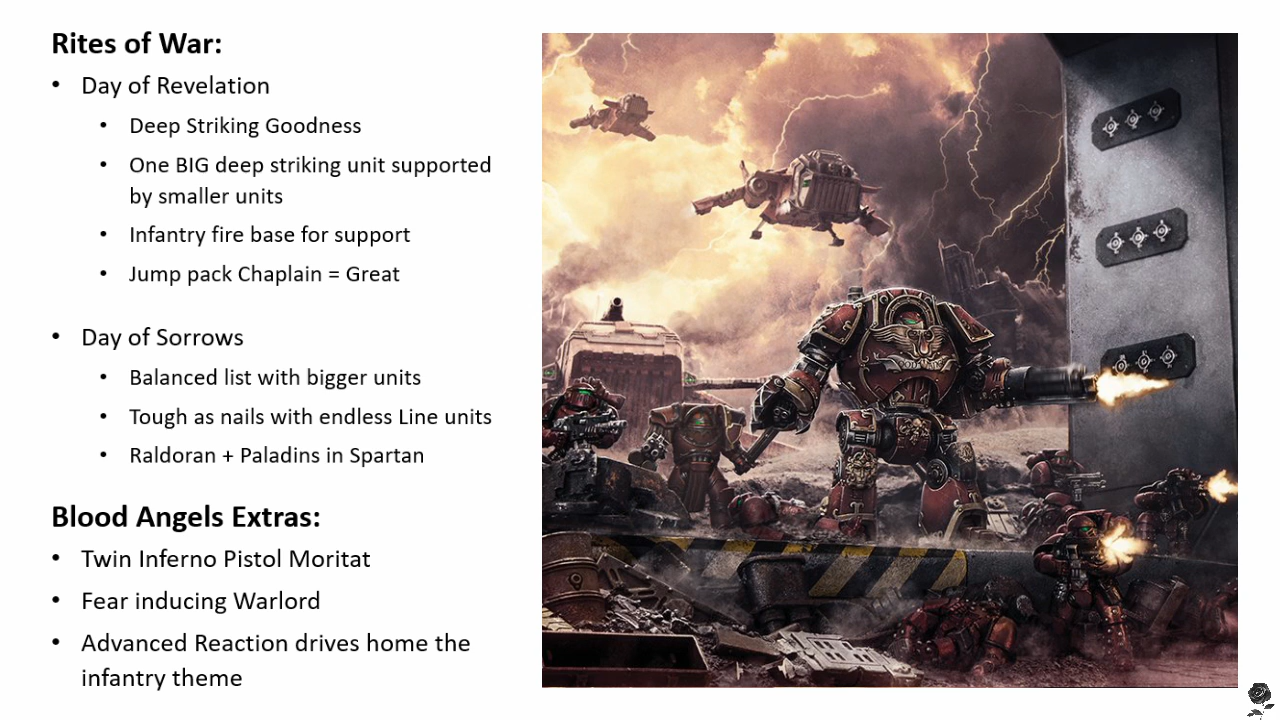 Rites of War:
• Day of Revelation
• Deep Striking Goodness
• One BIG deep striking unit supported
by smaller units
• Infantry fire base for support
• Jump pack Chaplain = Great
• Day of Sorrows
• Balanced list with bigger units
• Tough as nails with endless Line units
• Raldoran + Paladins in Spartan
Blood Angels Extras:
• Twin Inferno Pistol Moritat
• Fear inducing Warlord
• Advanced Reaction drives home the
infantry theme